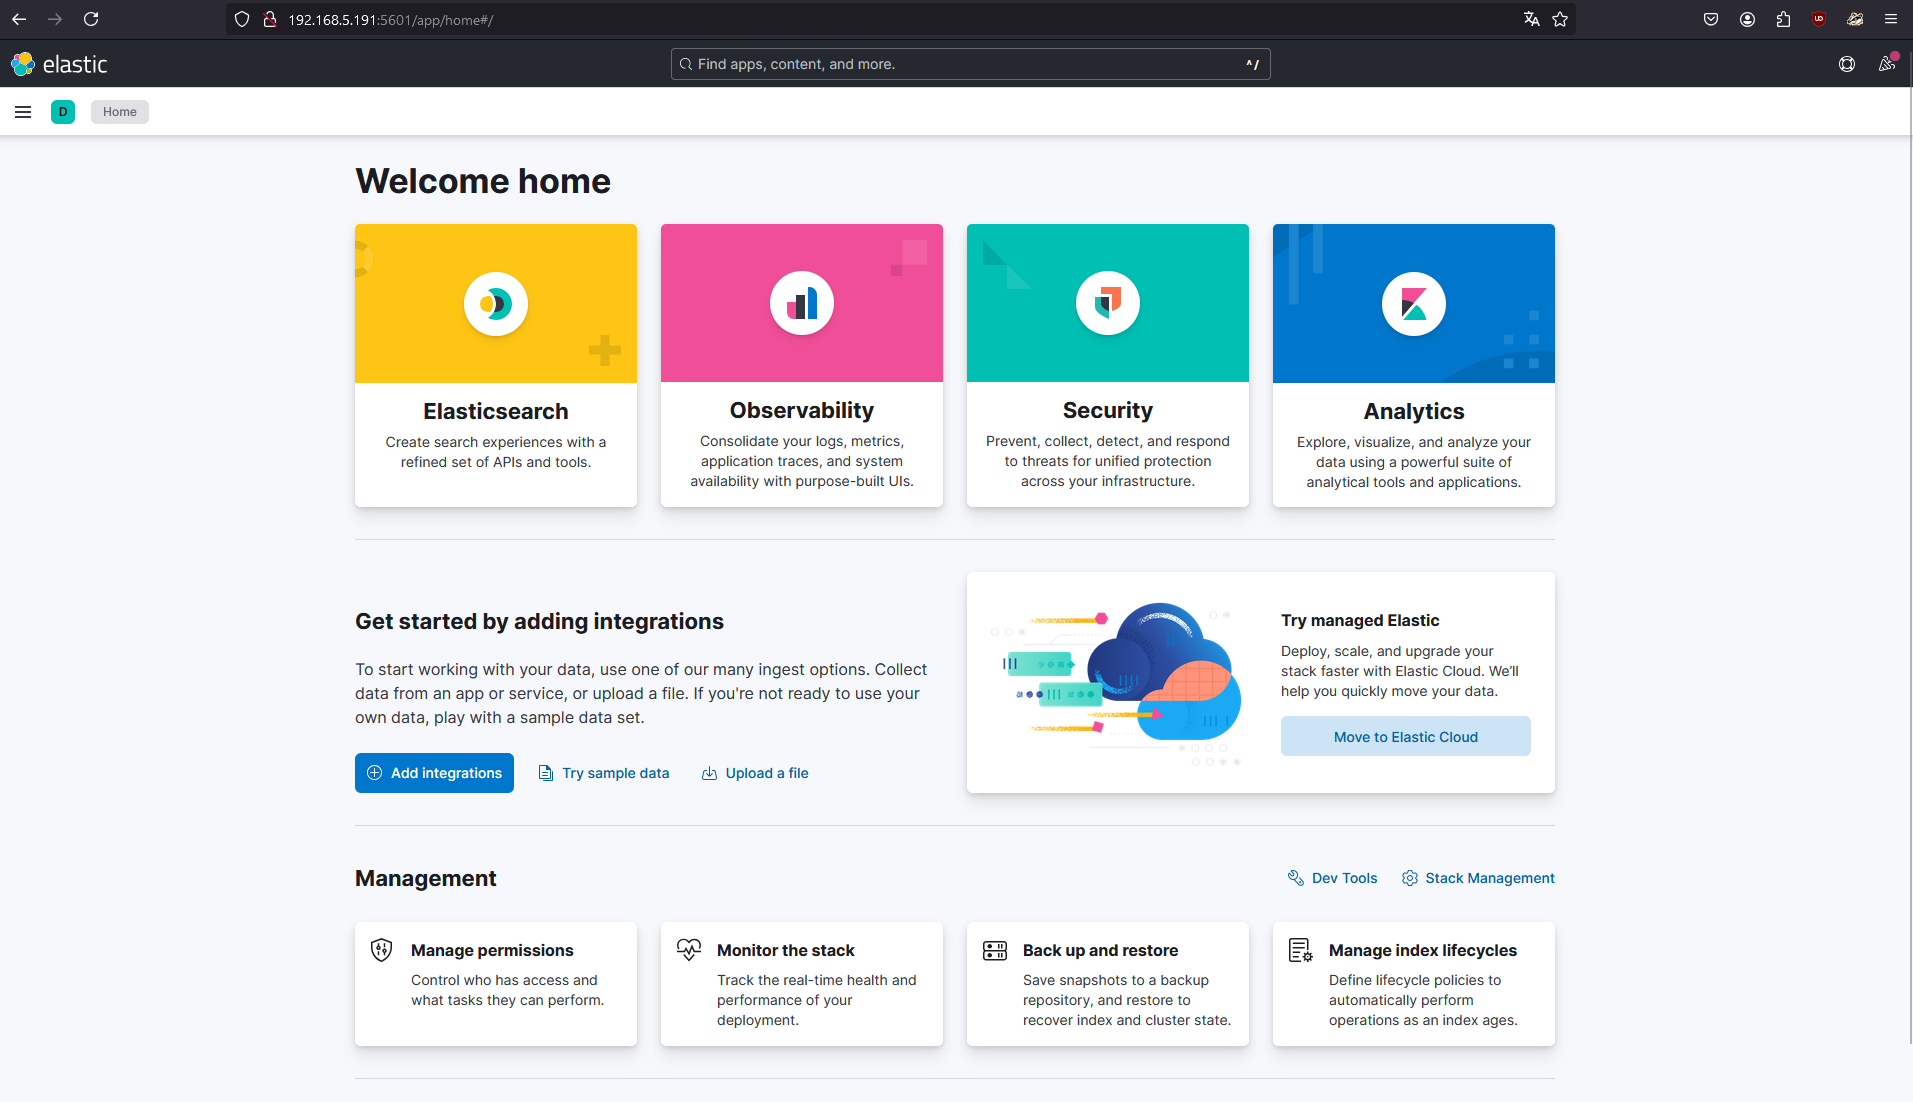 192.168.5.191:5601/app/home#/
elastic
Find apps, content, and more.
^/
D
Home
Welcome home
Elasticsearch
Create search experiences with a
refined set of APIs and tools.
Observability
Consolidate your logs, metrics,
application traces, and system
availability with purpose-built UIs.
Security
Prevent, collect, detect, and respond
to threats for unified protection
across your infrastructure.
Analytics
Explore, visualize, and analyze your
data using a powerful suite of
analytical tools and applications.
Get started by adding integrations
To start working with your data, use one of our many ingest options. Collect
data from an app or service, or upload a file. If you're not ready to use your
own data, play with a sample data set.
Add integrations
Try sample data
Upload a file
Try managed Elastic
Deploy, scale, and upgrade your
stack faster with Elastic Cloud. We’ll
help you quickly move your data.
Move to Elastic Cloud
Management
Dev Tools
Stack Management
Manage permissions
Control who has access and
what tasks they can perform.
Monitor the stack
Track the real-time health and
performance of your
deployment.
Back up and restore
Save snapshots to a backup
repository, and restore to
recover index and cluster state.
Manage index lifecycles
Define lifecycle policies to
automatically perform
operations as an index ages.